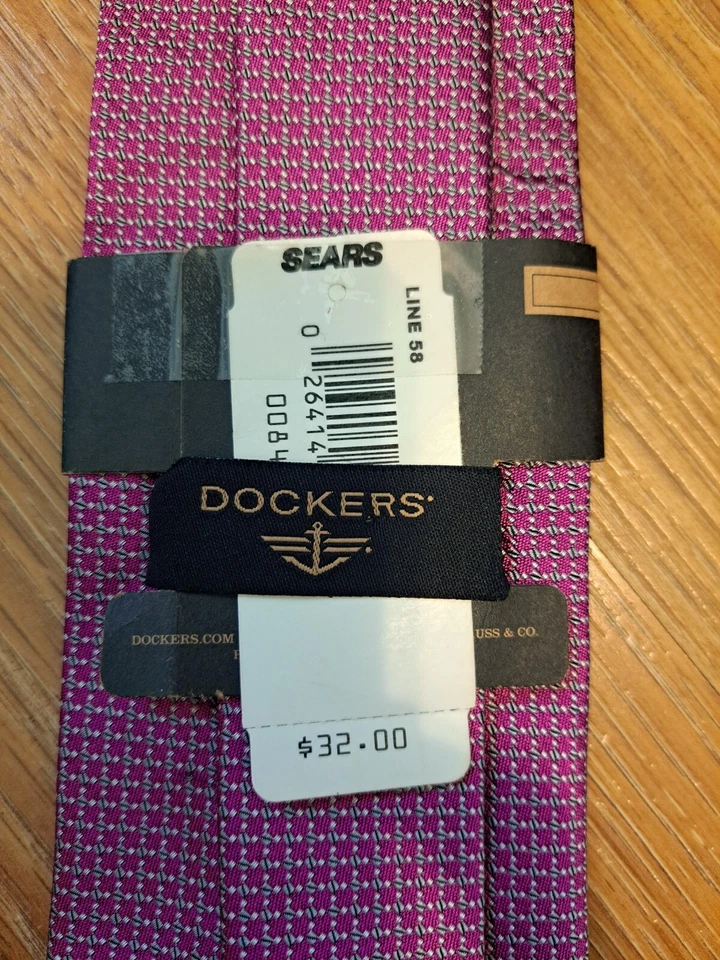 SEARS
LINE 58
0 26414
0084
DOCKERS
DOCKERS.COM
USS & CO.
$32.00